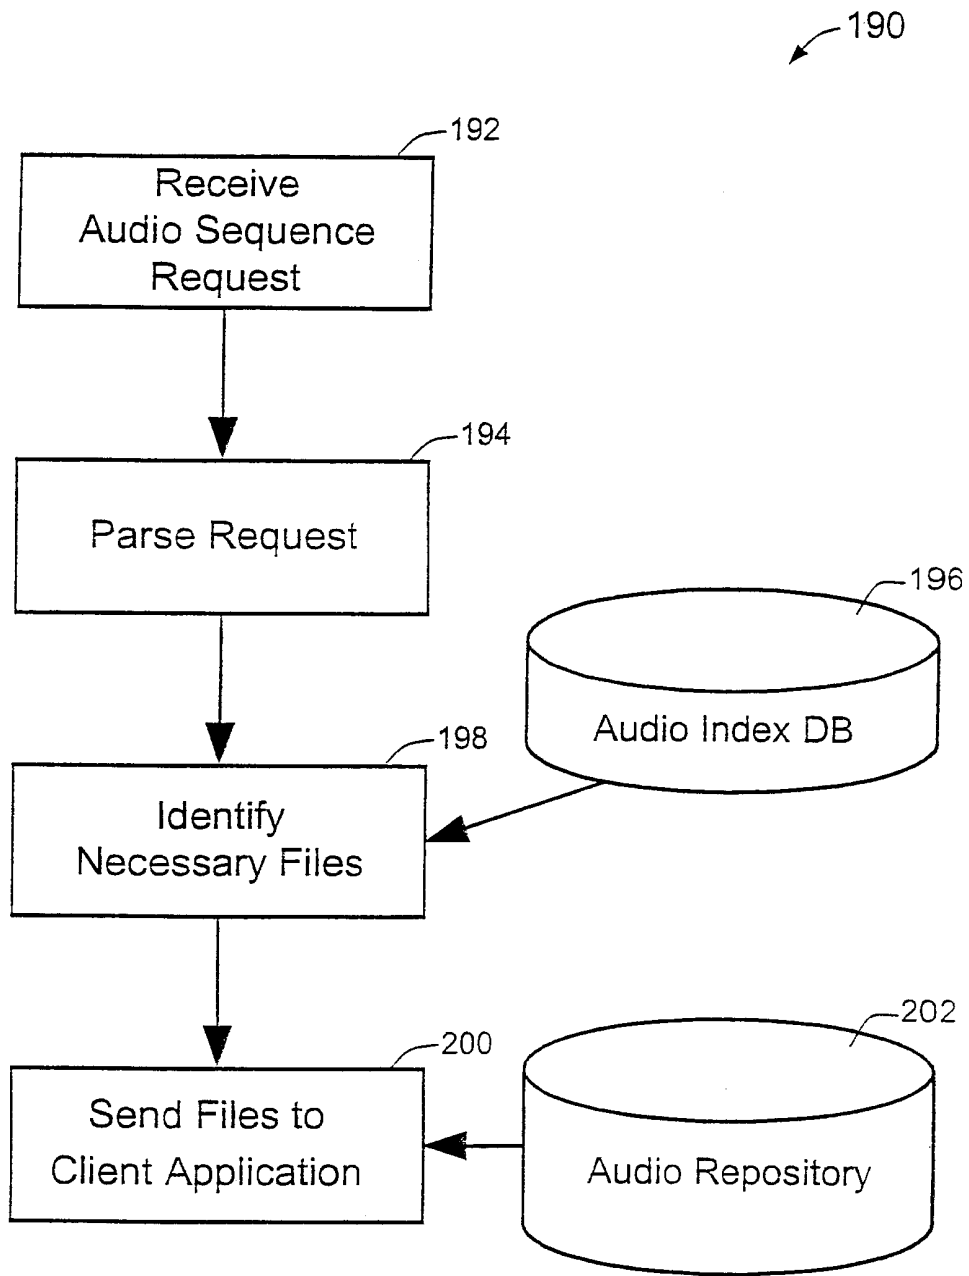 190
192
Receive
Audio Sequence
Request
194
Parse Request
196
Audio Index DB
198
Identify
Necessary Files
200
Send Files to
Client Application
202
Audio Repository